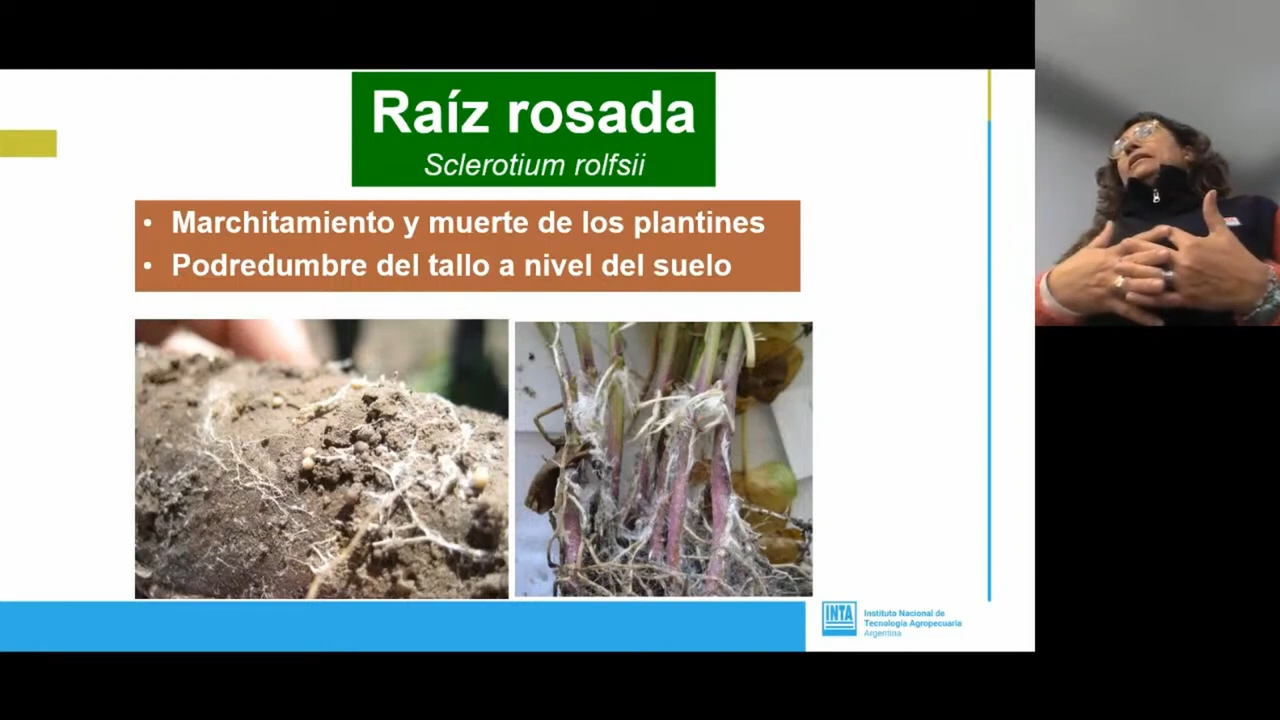 Raíz rosada
Sclerotium rolfsii
• Marchitamiento y muerte de los plantines
• Podredumbre del tallo a nivel del suelo
INTA
Instituto Nacional de
Tecnología Agropecuaria
Argentina